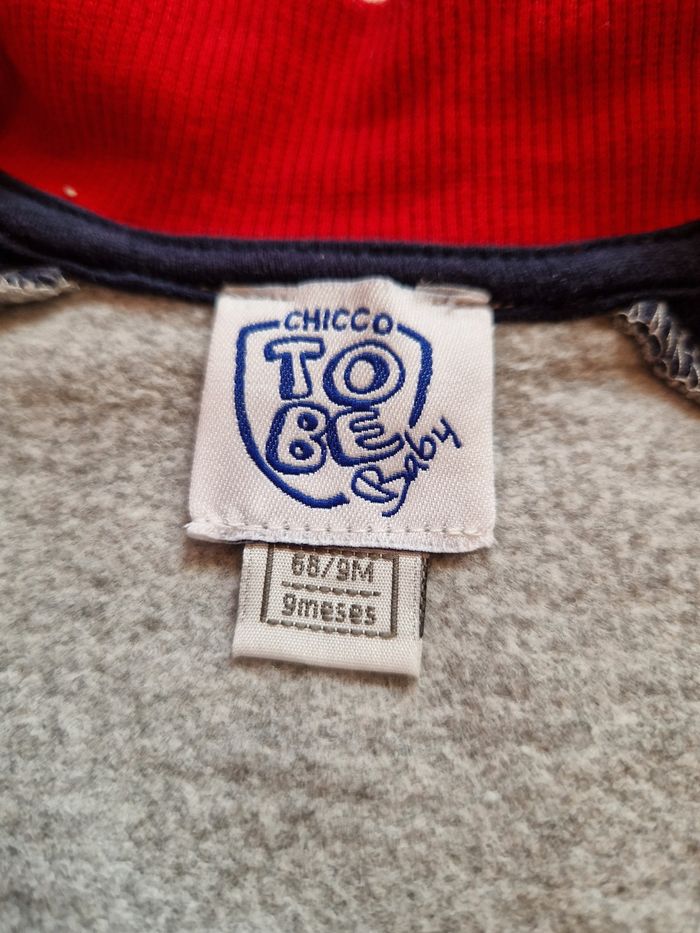 CHICCO
TO
BE
Baby
68/9M
9meses